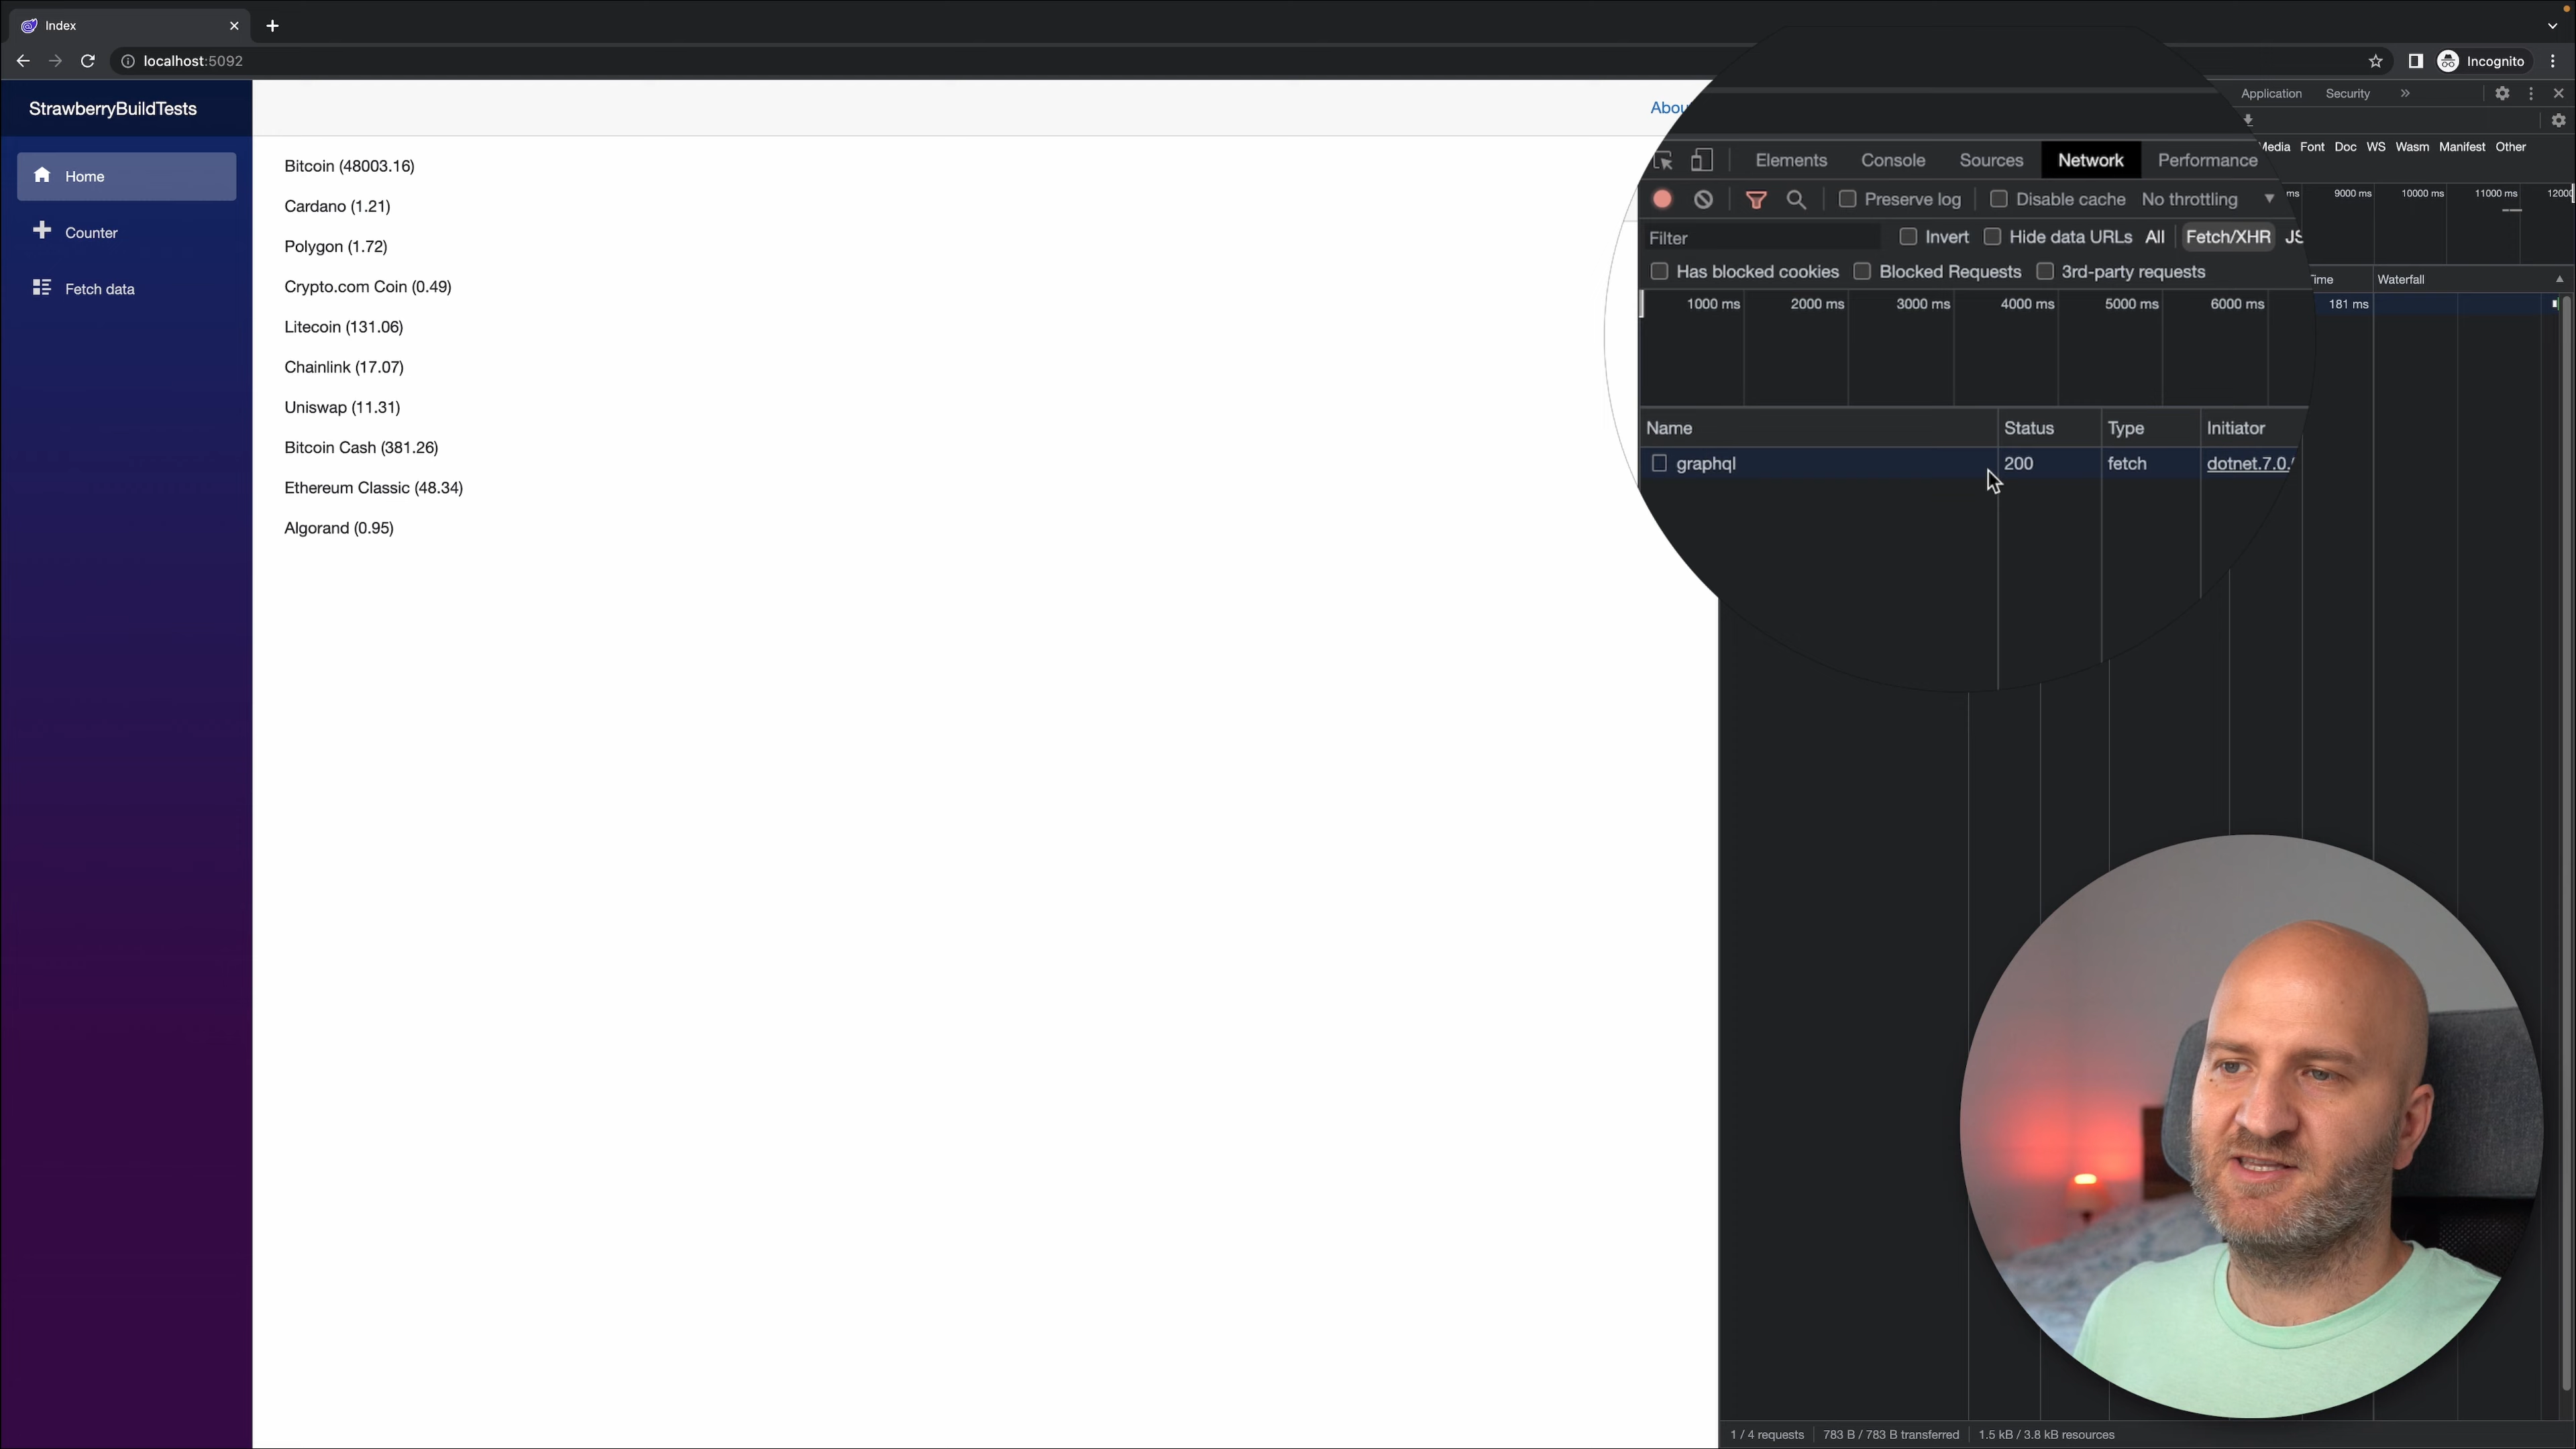 Index
localhost:5092
Incognito
StrawberryBuildTests
Home
Counter
Fetch data
Bitcoin (48003.16)
Cardano (1.21)
Polygon (1.72)
Crypto.com Coin (0.49)
Litecoin (131.06)
Chainlink (17.07)
Uniswap (11.31)
Bitcoin Cash (381.26)
Ethereum Classic (48.34)
Algorand (0.95)
Application Security
Elements Console Sources Network Performance
Preserve log Disable cache No throttling
Filter Invert Hide data URLs All Fetch/XHR
Media Font Doc WS Wasm Manifest Other
Has blocked cookies Blocked Requests 3rd-party requests
1000 ms 2000 ms 3000 ms 4000 ms 5000 ms 6000 ms
ms 9000 ms 10000 ms 11000 ms
Name Status Type Initiator
Time Waterfall
graphql 200 fetch dotnet.7.0.
181 ms
1 / 4 requests 783 B / 783 B transferred 1.5 kB / 3.8 kB resources